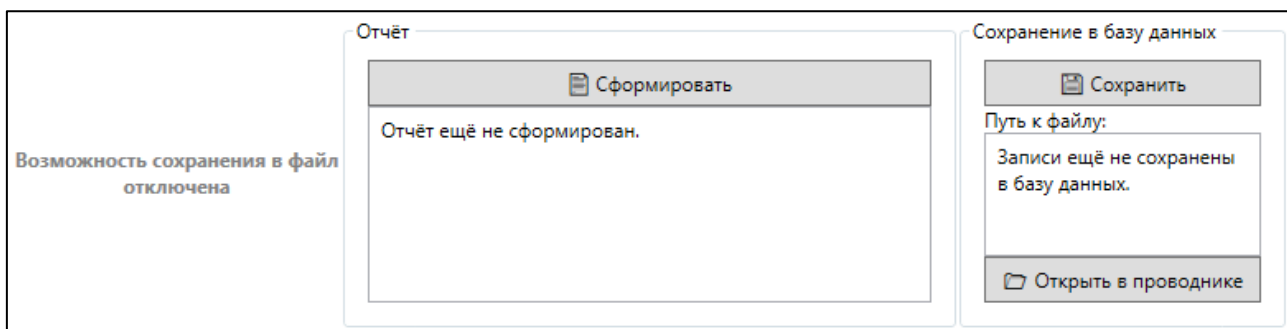 Возможность сохранения в файл
отключена
Отчёт
Сформировать
Отчёт ещё не сформирован.
Сохранение в базу данных
Сохранить
Путь к файлу:
Записи ещё не сохранены
в базу данных.
Открыть в проводнике